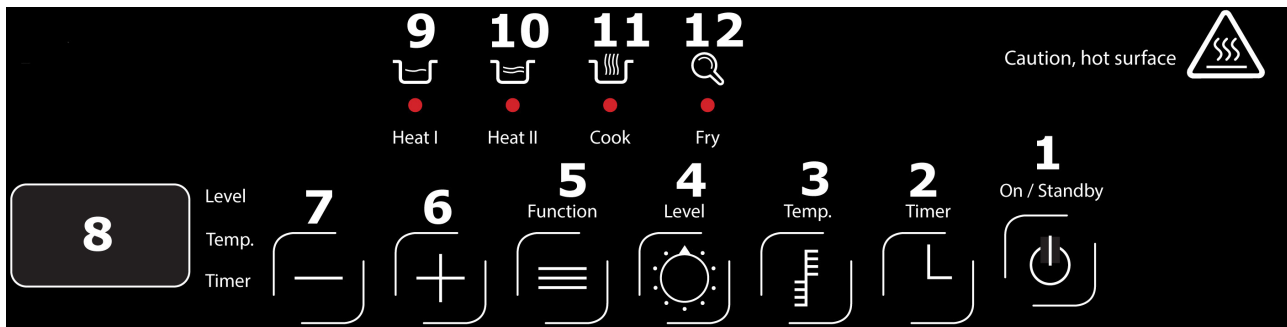 9 10 11 12
Caution, hot surface
Heat I Heat II Cook Fry
1
On / Standby
5 4 3 2
Function Level Temp. Timer
7 6
8
Level
Temp.
Timer